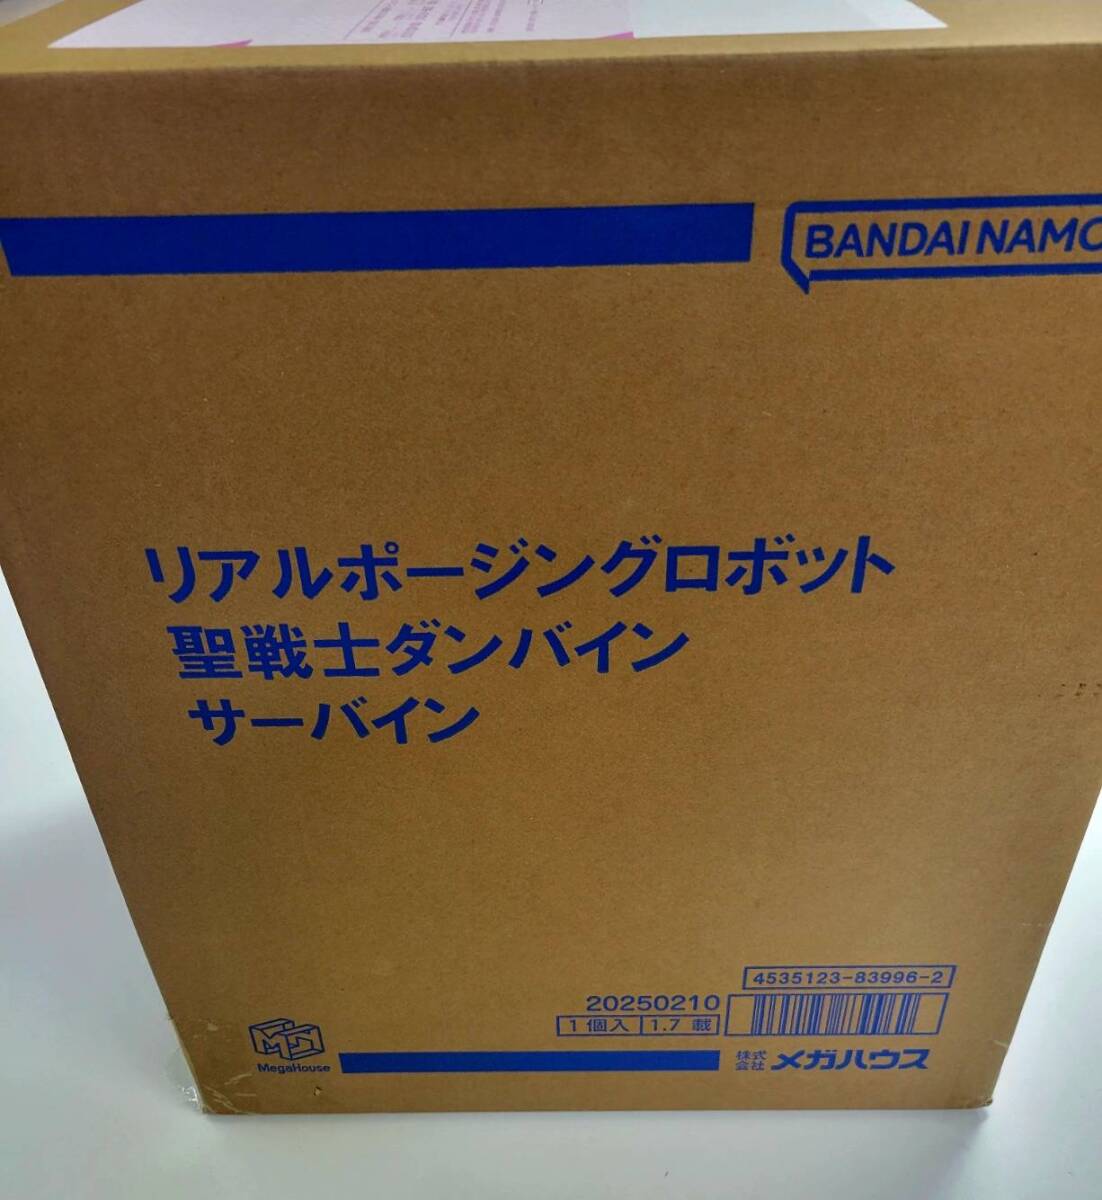 BANDAI NAMCO
リアルポージングロボット
聖戦士ダンバイン
サーバイン
4535123-83996-2
20250210
1個入 1.7 載
MegaHouse
株式会社 メガハウス